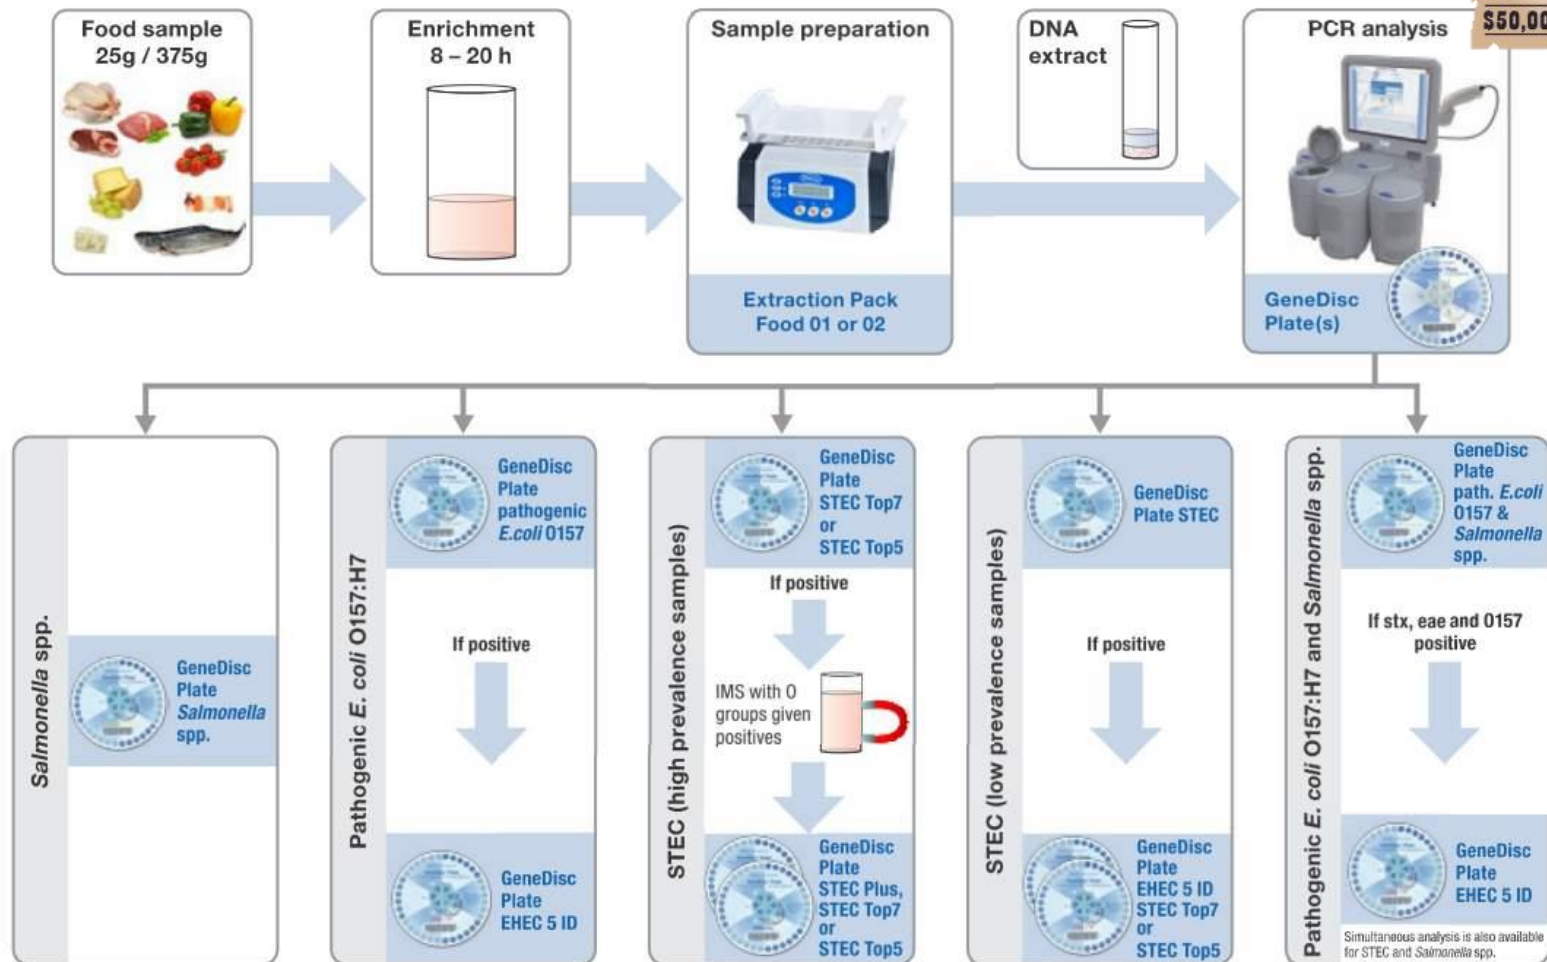 Food sample
25g / 375g
Enrichment
8 – 20 h
Sample preparation
Extraction Pack
Food 01 or 02
DNA
extract
PCR analysis
$50,00
GeneDisc
Plate(s)
Salmonella spp.
GeneDisc
Plate
Salmonella
spp.
Pathogenic E. coli O157:H7
GeneDisc
Plate
pathogenic
E.coli O157
If positive
GeneDisc
Plate
EHEC 5 ID
STEC (high prevalence samples)
GeneDisc
Plate
STEC Top7
or
STEC Top5
If positive
IMS with O
groups given
positives
GeneDisc
Plate
STEC Plus,
STEC Top7
or
STEC Top5
STEC (low prevalence samples)
GeneDisc
Plate STEC
If positive
GeneDisc
Plate
EHEC 5 ID
STEC Top7
or
STEC Top5
Pathogenic E. coli O157:H7 and Salmonella spp.
GeneDisc
Plate
path. E.coli
O157 &
Salmonella
spp.
If stx, eae and O157
positive
GeneDisc
Plate
EHEC 5 ID
Simultaneous analysis is also available
for STEC and Salmonella spp.